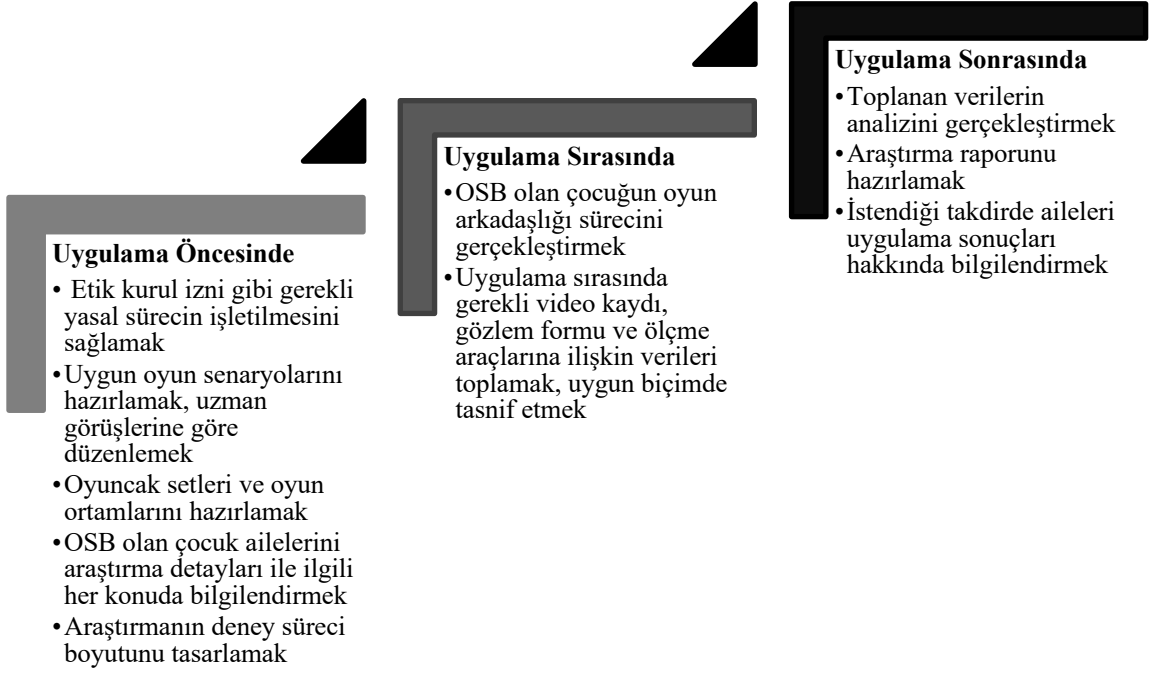 Uygulama Öncesinde
• Etik kurul izni gibi gerekli
yasal sürecin işletilmesini
sağlamak
•Uygun oyun senaryolarını
hazırlamak, uzman
görüşlerine göre
düzenlemek
•Oyuncak setleri ve oyun
ortamlarını hazırlamak
•OSB olan çocuk ailelerini
araştırma detayları ile ilgili
her konuda bilgilendirmek
•Araştırmanın deney süreci
boyutunu tasarlamak
Uygulama Sırasında
•OSB olan çocuğun oyun
arkadaşlığı sürecini
gerçekleştirmek
•Uygulama sırasında
gerekli video kaydı,
gözlem formu ve ölçme
araçlarına ilişkin verileri
toplamak, uygun biçimde
tasnif etmek
Uygulama Sonrasında
•Toplanan verilerin
analizini gerçekleştirmek
•Araştırma raporunu
hazırlamak
•İstendiği takdirde aileleri
uygulama sonuçları
hakkında bilgilendirmek